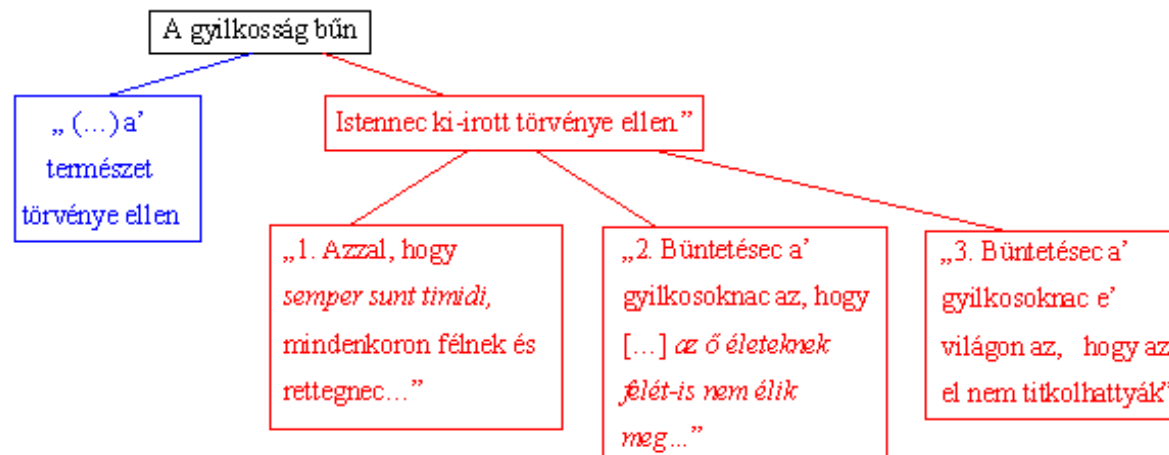 A gyilkosság bűn
„ (…) a’
természet
törvénye ellen
Istennec ki-irott törvénye ellen.”
„1. Azzal, hogy
semper sunt timidi,
mindenkoron félnek és
rettegnec…”
„2. Büntetésec a’
gyilkosoknac az, hogy
[…] az ő életeknek
felét-is nem élik
meg…”
„3. Büntetésec a’
gyilkosoknac e’
világon az, hogy az
el nem titkolhattyák”